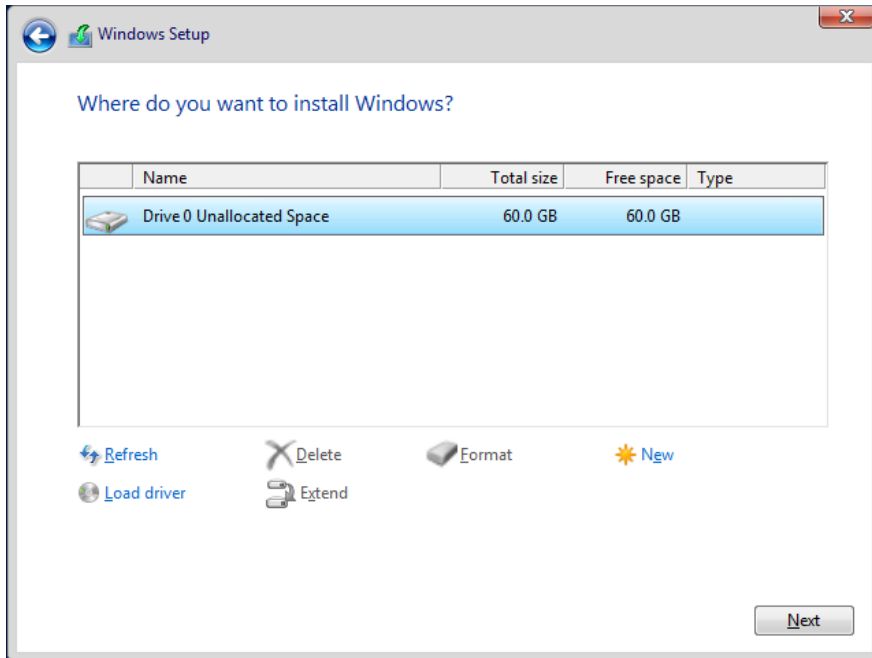 Windows Setup
Where do you want to install Windows?
Name Total size Free space Type
Drive 0 Unallocated Space 60.0 GB 60.0 GB
Refresh Delete Format New
Load driver Extend
Next